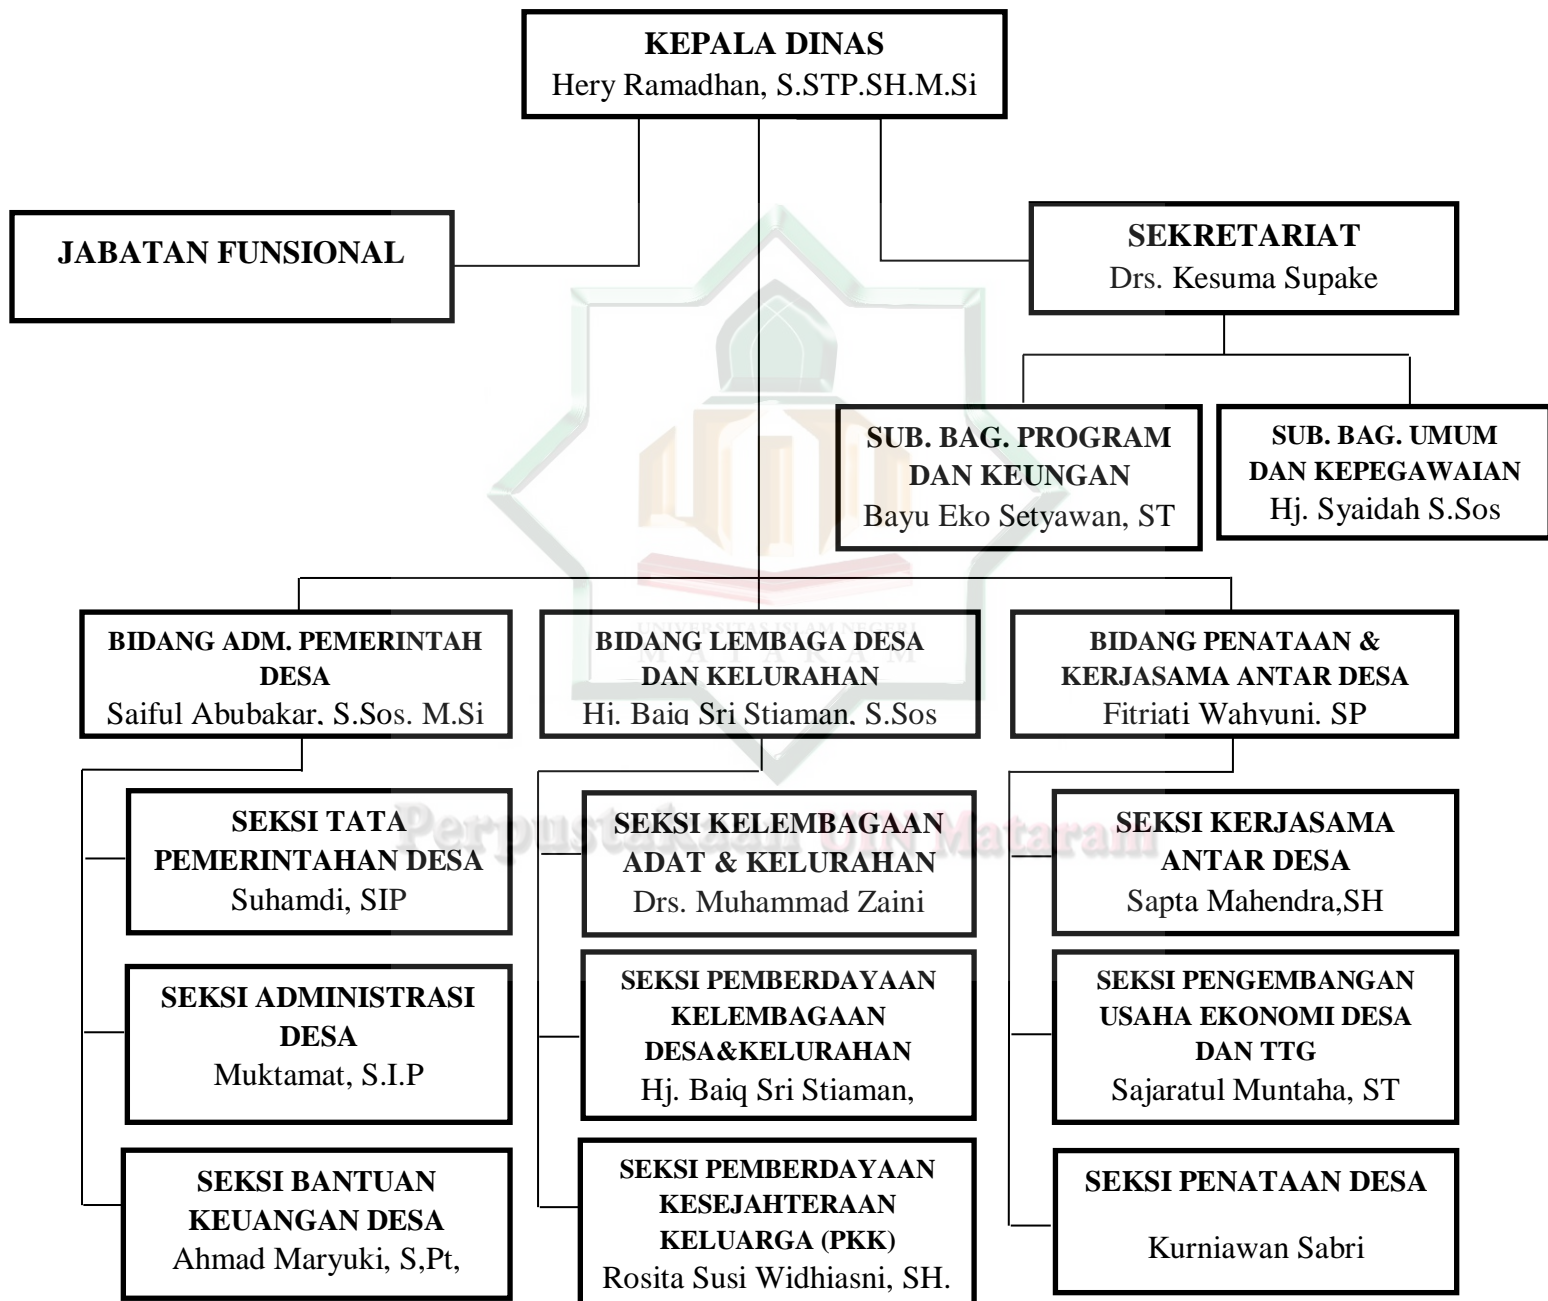 KEPALA DINAS
Hery Ramadhan, S.STP.SH.M.Si
JABATAN FUNSIONAL
SEKRETARIAT
Drs. Kesuma Supake
SUB. BAG. PROGRAM
DAN KEUNGAN
Bayu Eko Setyawan, ST
SUB. BAG. UMUM
DAN KEPEGAWAIAN
Hj. Syaidah S.Sos
BIDANG ADM. PEMERINTAH
DESA
Saiful Abubakar, S.Sos. M.Si
BIDANG LEMBAGA DESA
DAN KELURAHAN
Hj. Baiq Sri Stiaman, S.Sos
BIDANG PENATAAN &
KERJASAMA ANTAR DESA
Fitriati Wahyuni. SP
UNIVERSITAS ISLAM NEGERI
MATARAM
Perpustakaan UIN Mataram
SEKSI TATA
PEMERINTAHAN DESA
Suhamdi, SIP
SEKSI ADMINISTRASI
DESA
Muktamat, S.I.P
SEKSI BANTUAN
KEUANGAN DESA
Ahmad Maryuki, S,Pt,
SEKSI KELEMBAGAAN
ADAT & KELURAHAN
Drs. Muhammad Zaini
SEKSI PEMBERDAYAAN
KELEMBAGAAN
DESA&KELURAHAN
Hj. Baiq Sri Stiaman,
SEKSI PEMBERDAYAAN
KESEJAHTERAAN
KELUARGA (PKK)
Rosita Susi Widhiasni, SH.
SEKSI KERJASAMA
ANTAR DESA
Sapta Mahendra,SH
SEKSI PENGEMBANGAN
USAHA EKONOMI DESA
DAN TTG
Sajaratul Muntaha, ST
SEKSI PENATAAN DESA
Kurniawan Sabri